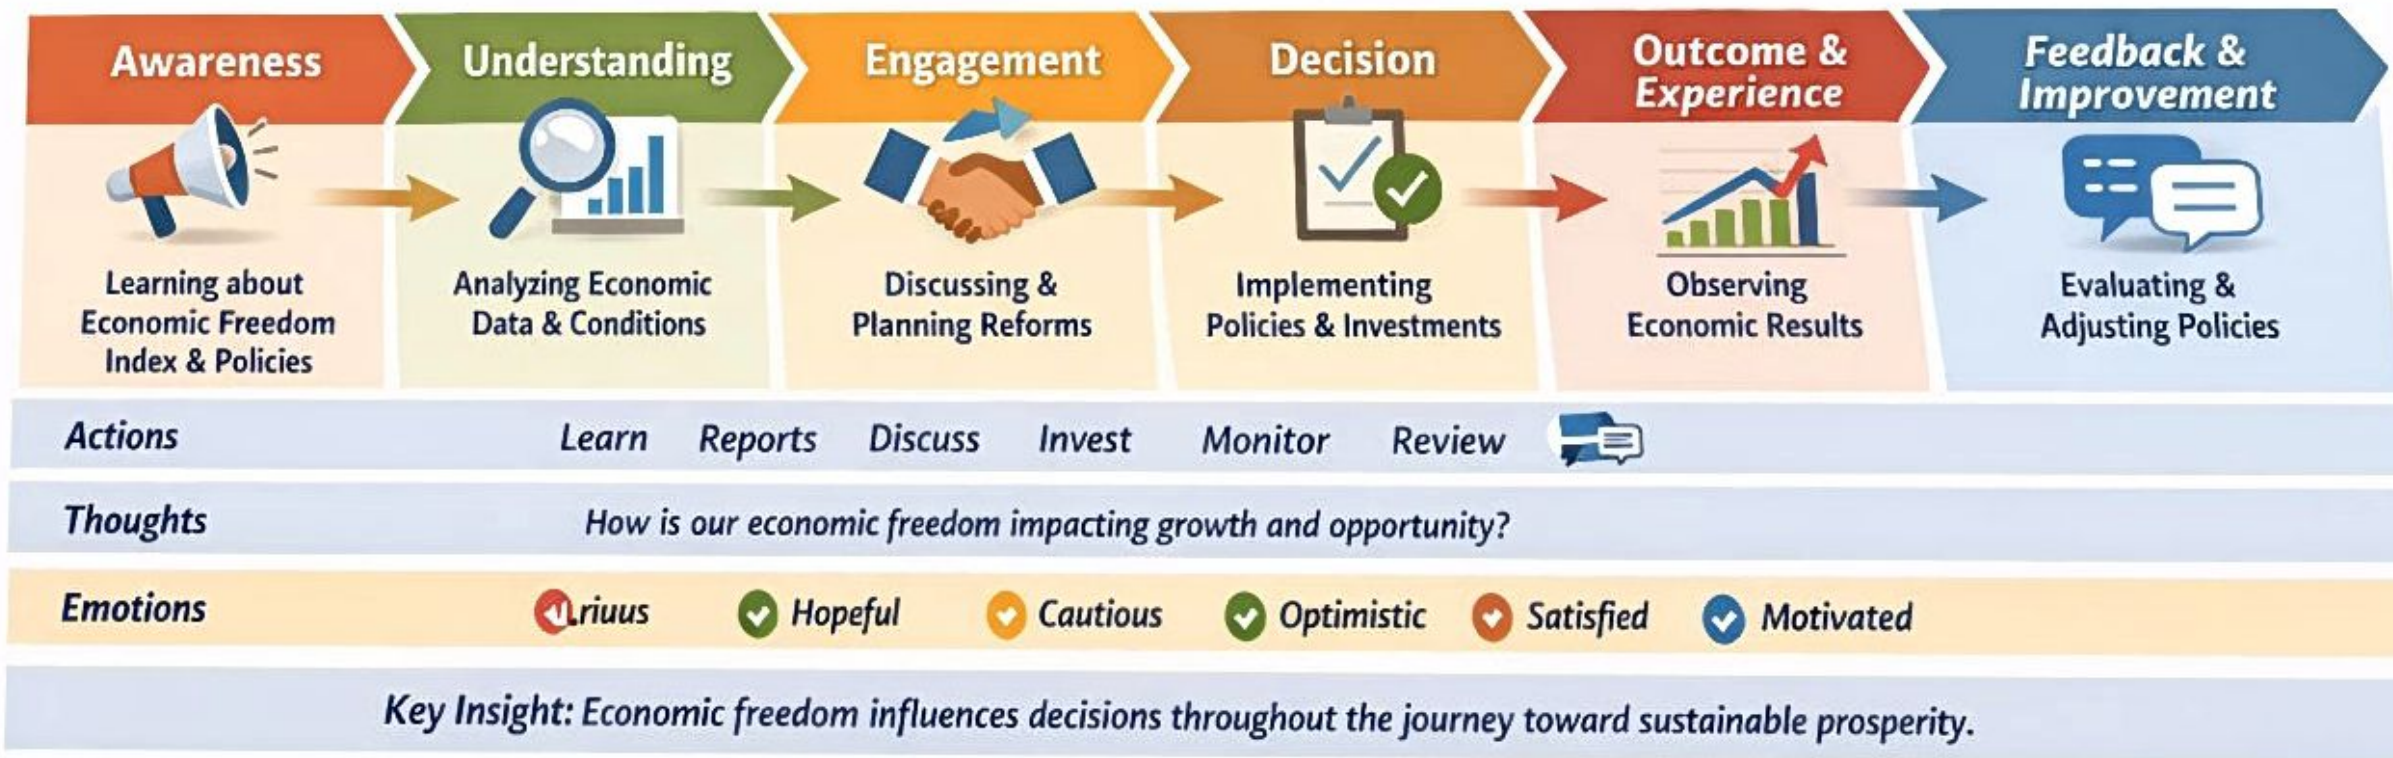 Awareness
Understanding
Engagement
Decision
Outcome &
Experience
Feedback &
Improvement
Learning about
Economic Freedom
Index & Policies
Analyzing Economic
Data & Conditions
Discussing &
Planning Reforms
Implementing
Policies & Investments
Observing
Economic Results
Evaluating &
Adjusting Policies
Actions Learn Reports Discuss Invest Monitor Review
Thoughts How is our economic freedom impacting growth and opportunity?
Emotions Hopeful Cautious Optimistic Satisfied Motivated
Key Insight: Economic freedom influences decisions throughout the journey toward sustainable prosperity.